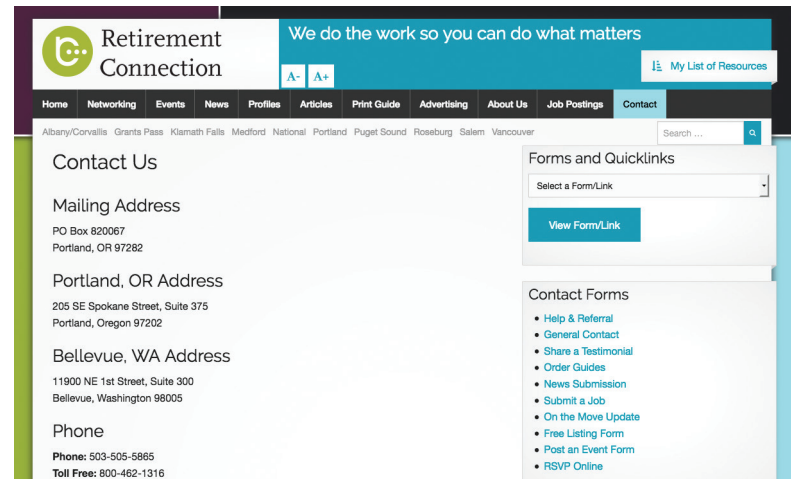 Retirement
Connection
We do the work so you can do what matters
A- A+
My List of Resources
Home Networking Events News Profiles Articles Print Guide Advertising About Us Job Postings Contact
Albany/Corvallis Grants Pass Klamath Falls Medford National Portland Puget Sound Roseburg Salem Vancouver
Search ...
Contact Us
Mailing Address
PO Box 820067
Portland, OR 97282
Portland, OR Address
205 SE Spokane Street, Suite 375
Portland, Oregon 97202
Bellevue, WA Address
11900 NE 1st Street, Suite 300
Bellevue, Washington 98005
Phone
Phone: 503-505-5865
Toll Free: 800-462-1316
Forms and Quicklinks
Select a Form/Link
View Form/Link
Contact Forms
Help & Referral
General Contact
Share a Testimonial
Order Guides
News Submission
Submit a Job
On the Move Update
Free Listing Form
Post an Event Form
RSVP Online